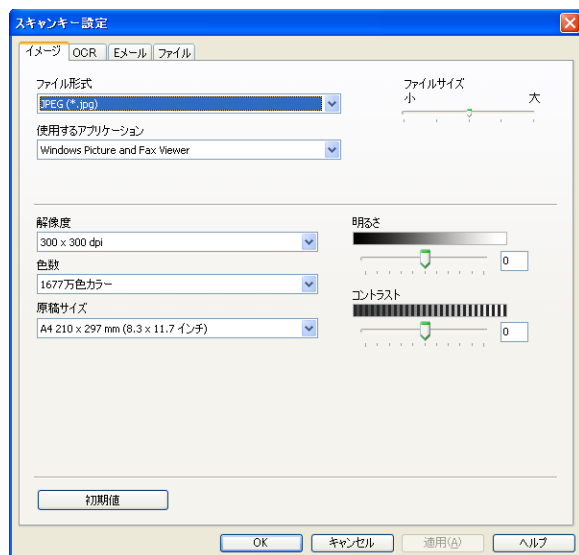 スキャンキー設定
イメージ OCR Eメール ファイル
ファイル形式
JPEG (*.jpg)
ファイルサイズ
小 大
使用するアプリケーション
Windows Picture and Fax Viewer
解像度
300 x 300 dpi
色数
1677万色カラー
原稿サイズ
A4 210 x 297 mm (8.3 x 11.7 インチ)
明るさ
0
コントラスト
0
初期値
OK キャンセル 適用(A) ヘルプ